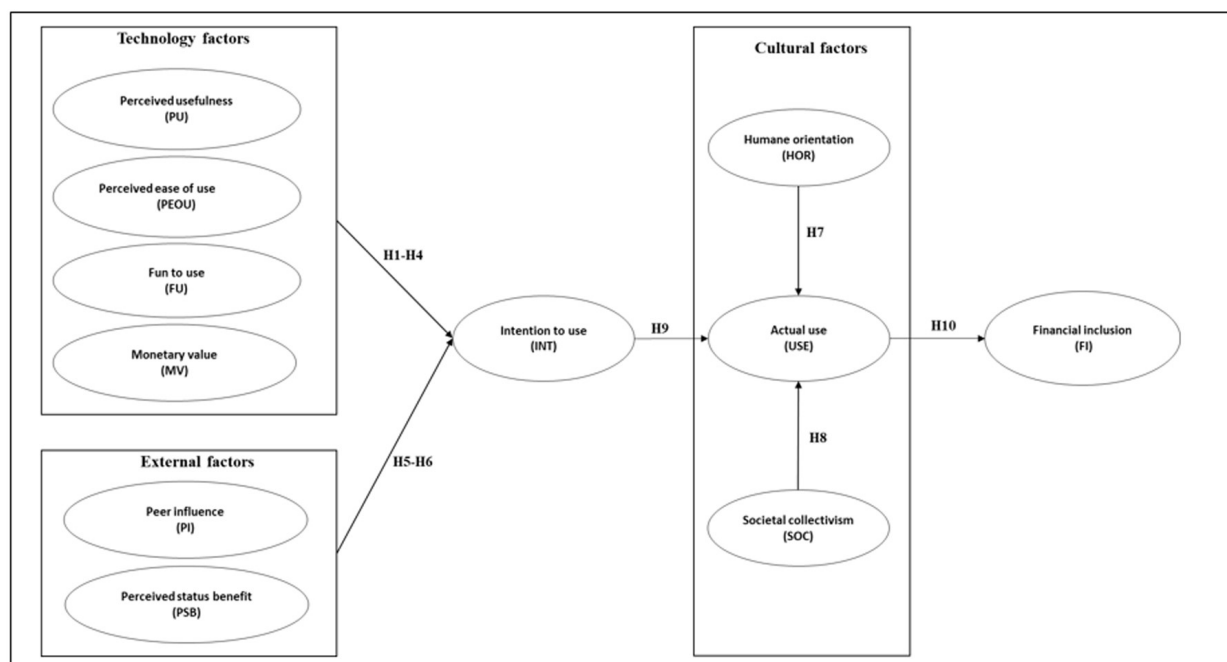 Technology factors
Perceived usefulness
(PU)
Perceived ease of use
(PEOU)
Fun to use
(FU)
Monetary value
(MV)
External factors
Peer influence
(PI)
Perceived status benefit
(PSB)
H1-H4
H5-H6
Intention to use
(INT)
H9
Cultural factors
Humane orientation
(HOR)
H7
Actual use
(USE)
H8
Societal collectivism
(SOC)
H10
Financial inclusion
(FI)